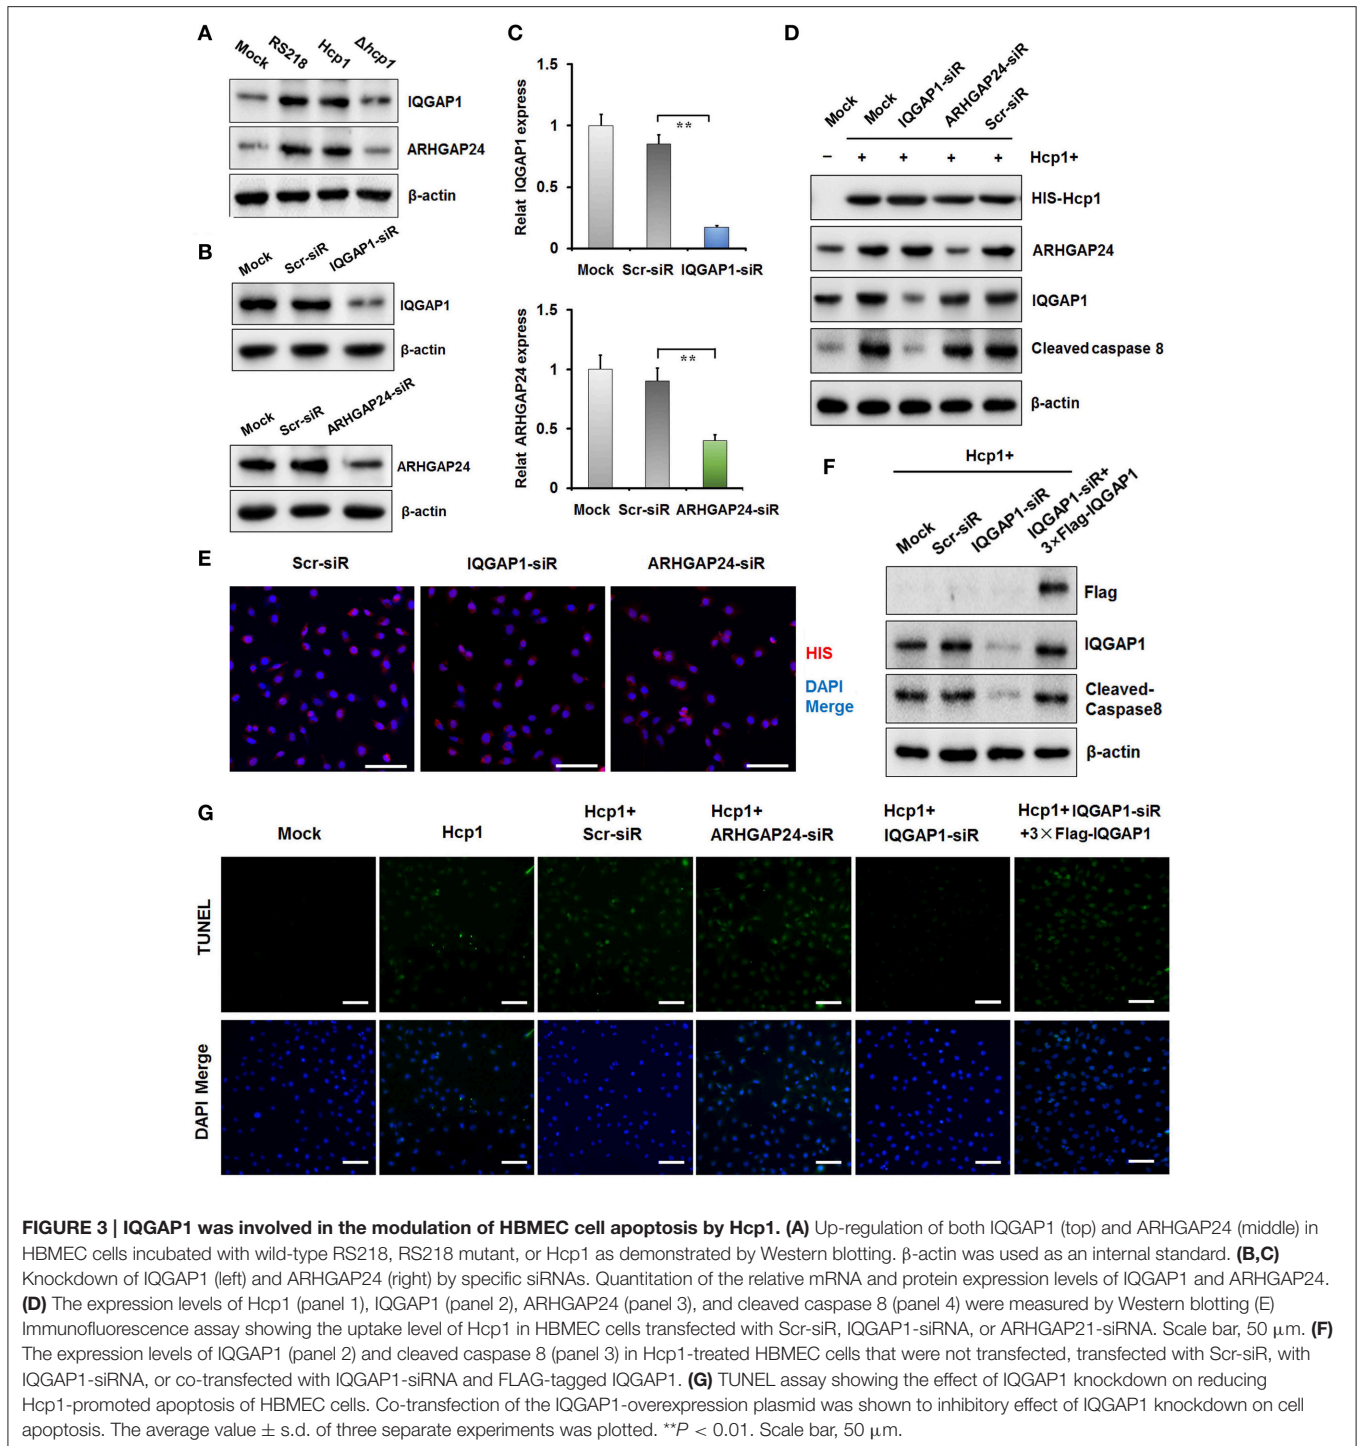 A
Mock RS218 Hcp1 Δhcp1
IQGAP1
ARHGAP24
β-actin
B
Mock Scr-siR IQGAP1-siR
IQGAP1
β-actin
Mock Scr-siR ARHGAP24-siR
ARHGAP24
β-actin
C
Relat IQGAP1 express
1.5
1
0.5
0
**
Mock Scr-siR IQGAP1-siR
Relat ARHGAP24 express
1.5
1
0.5
0
**
Mock Scr-siR ARHGAP24-siR
D
Mock Mock IQGAP1-siR ARHGAP24-siR Scr-siR
– + + + + Hcp1+
HIS-Hcp1
ARHGAP24
IQGAP1
Cleaved caspase 8
β-actin
E
Scr-siR IQGAP1-siR ARHGAP24-siR
HIS
DAPI
Merge
F
Hcp1+
Mock Scr-siR IQGAP1-siR IQGAP1-siR+
3×Flag-IQGAP1
Flag
IQGAP1
Cleaved-
Caspase8
β-actin
G
Mock
Hcp1
Hcp1+
Scr-siR
Hcp1+
ARHGAP24-siR
Hcp1+
IQGAP1-siR
Hcp1+IQGAP1-siR
+3×Flag-IQGAP1
TUNEL
DAPI Merge
FIGURE 3 | IQGAP1 was involved in the modulation of HBMEC cell apoptosis by Hcp1. (A) Up-regulation of both IQGAP1 (top) and ARHGAP24 (middle) in
HBMEC cells incubated with wild-type RS218, RS218 mutant, or Hcp1 as demonstrated by Western blotting. β-actin was used as an internal standard. (B,C)
Knockdown of IQGAP1 (left) and ARHGAP24 (right) by specific siRNAs. Quantitation of the relative mRNA and protein expression levels of IQGAP1 and ARHGAP24.
(D) The expression levels of Hcp1 (panel 1), IQGAP1 (panel 2), ARHGAP24 (panel 3), and cleaved caspase 8 (panel 4) were measured by Western blotting (E)
Immunofluorescence assay showing the uptake level of Hcp1 in HBMEC cells transfected with Scr-siR, IQGAP1-siRNA, or ARHGAP21-siRNA. Scale bar, 50 μm. (F)
The expression levels of IQGAP1 (panel 2) and cleaved caspase 8 (panel 3) in Hcp1-treated HBMEC cells that were not transfected, transfected with Scr-siR, with
IQGAP1-siRNA, or co-transfected with IQGAP1-siRNA and FLAG-tagged IQGAP1. (G) TUNEL assay showing the effect of IQGAP1 knockdown on reducing
Hcp1-promoted apoptosis of HBMEC cells. Co-transfection of the IQGAP1-overexpression plasmid was shown to inhibitory effect of IQGAP1 knockdown on cell
apoptosis. The average value ± s.d. of three separate experiments was plotted. **P < 0.01. Scale bar, 50 μm.